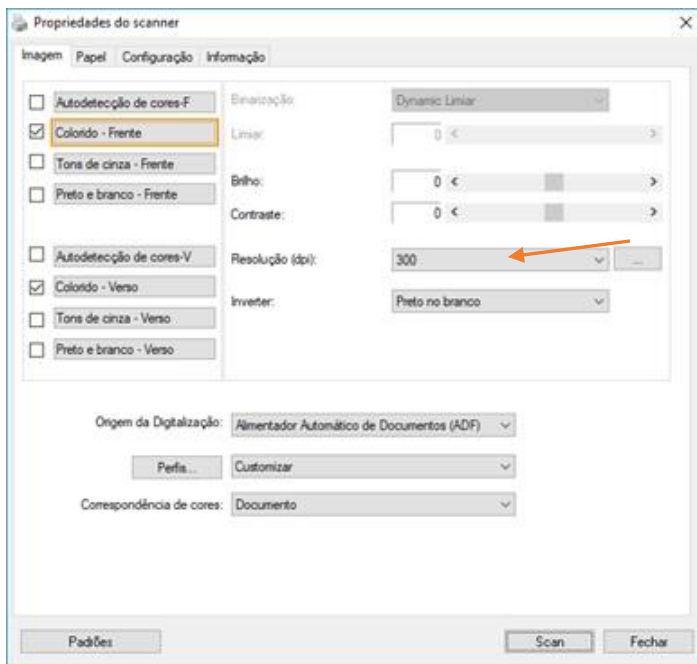 Propriedades do scanner
Imagem Papel Configuração Informação
Autodetecção de cores-F
Colorido - Frente
Tons de cinza - Frente
Preto e branco - Frente
Autodetecção de cores-V
Colorido - Verso
Tons de cinza - Verso
Preto e branco - Verso
Binarização: Dynamic Limiar
Limiar: 0
Brilho: 0
Contraste: 0
Resolução (dpi): 300 ...
Inverter: Preto no branco
Origem da Digitalização: Alimentador Automático de Documentos (ADF)
Perfis... Customizar
Correspondência de cores: Documento
Padrões Scan Fechar